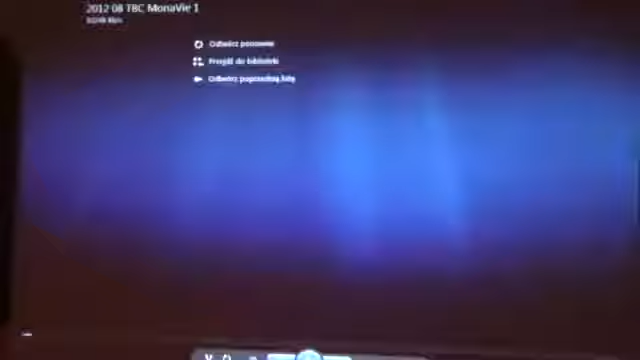 2012 08 TBC MonaVie 1
Odtwórz ponownie
Przejdź do biblioteki
Odtwórz poprzednią listę